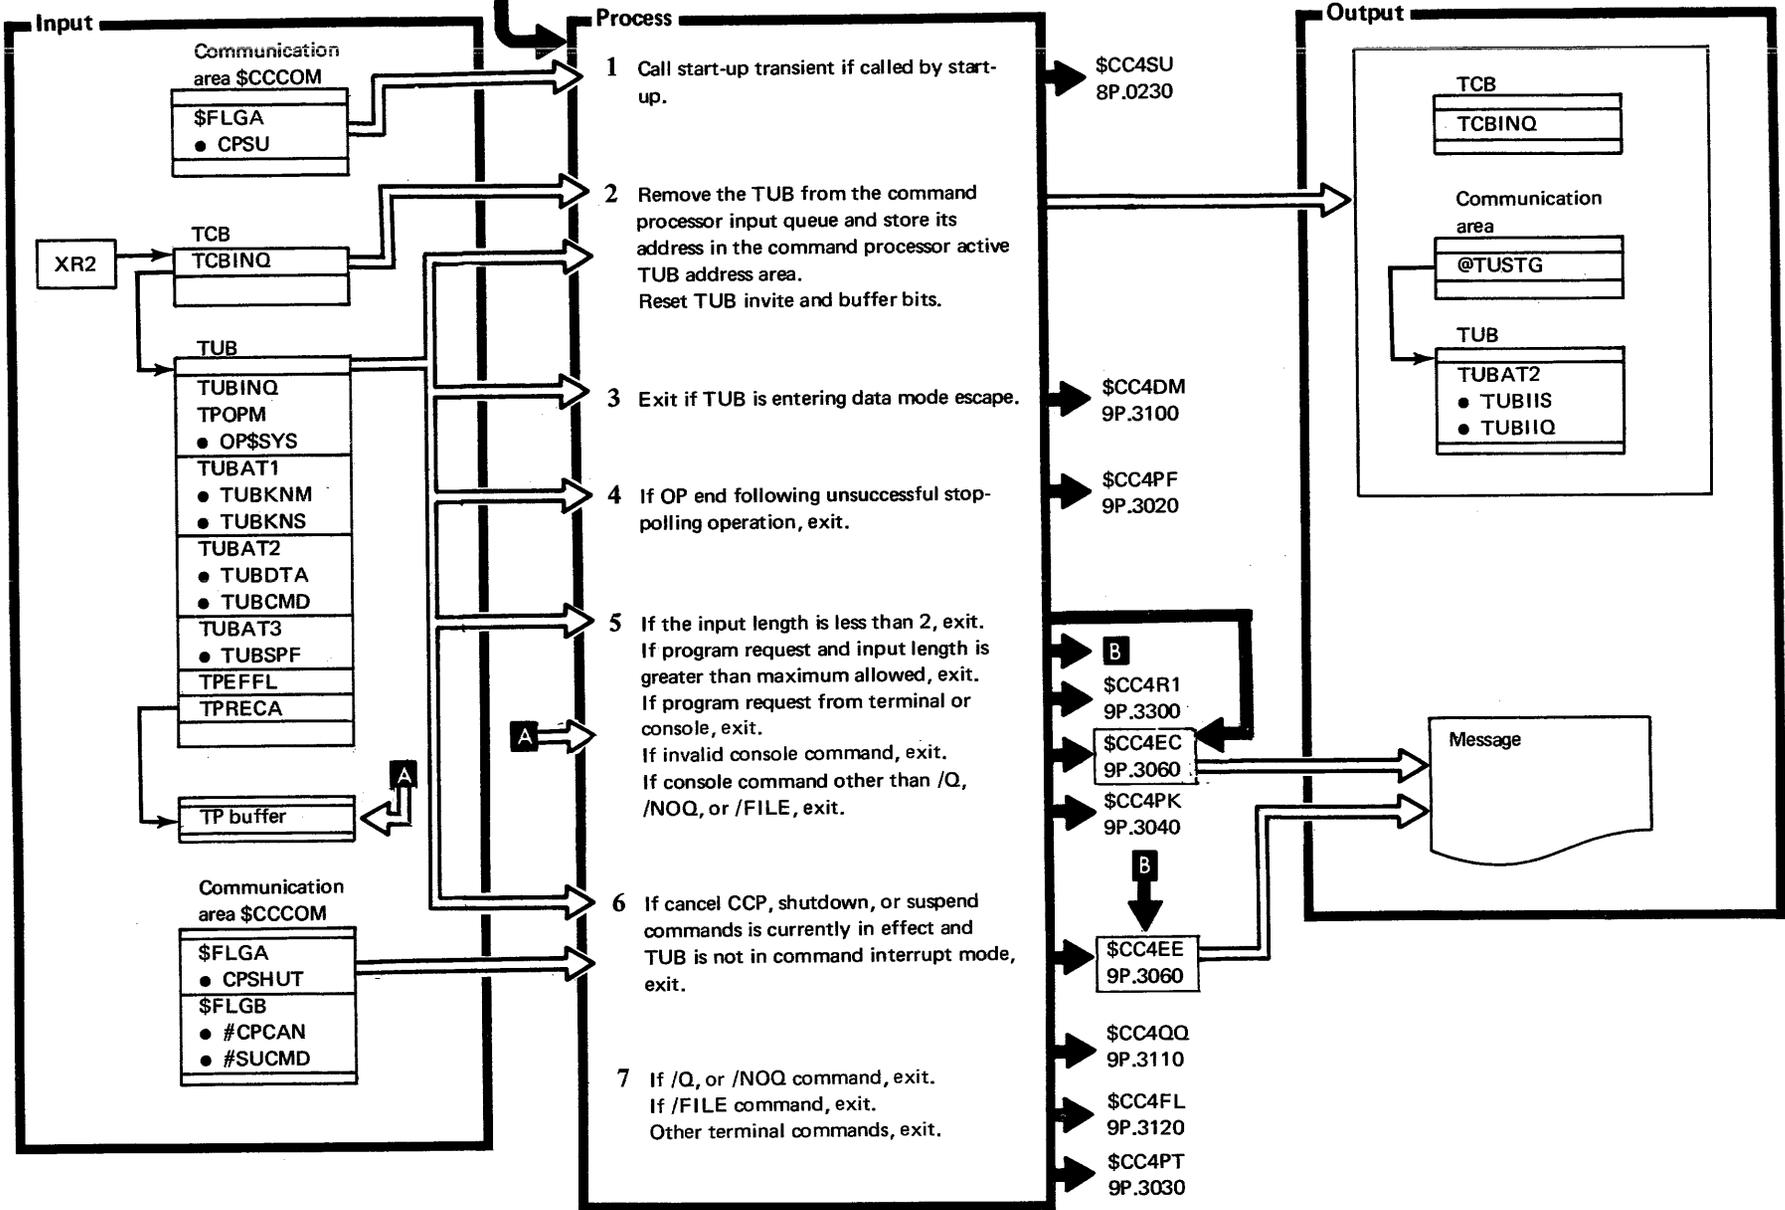 Input
Communication
area $CCCOM
$FLGA
● CPSU
XR2
TCB
TCBINQ
TUB
TUBINQ
TPOPM
● OP$SYS
TUBAT1
● TUBKNM
● TUBKNS
TUBAT2
● TUBDTA
● TUBCMD
TUBAT3
● TUBSPF
TPEFFL
TPRECA
A
TP buffer
Communication
area $CCCOM
$FLGA
● CPSHUT
$FLGB
● #CPCAN
● #SUCMD
Process
1 Call start-up transient if called by start-
up.
2 Remove the TUB from the command
processor input queue and store its
address in the command processor active
TUB address area.
Reset TUB invite and buffer bits.
3 Exit if TUB is entering data mode escape.
4 If OP end following unsuccessful stop-
polling operation, exit.
5 If the input length is less than 2, exit.
If program request and input length is
greater than maximum allowed, exit.
If program request from terminal or
console, exit.
If invalid console command, exit.
If console command other than /Q,
/NOQ, or /FILE, exit.
A
6 If cancel CCP, shutdown, or suspend
commands is currently in effect and
TUB is not in command interrupt mode,
exit.
7 If /Q, or /NOQ command, exit.
If /FILE command, exit.
Other terminal commands, exit.
$CC4SU
8P.0230
$CC4DM
9P.3100
$CC4PF
9P.3020
B
$CC4R1
9P.3300
$CC4EC
9P.3060
$CC4PK
9P.3040
B
$CC4EE
9P.3060
$CC4QQ
9P.3110
$CC4FL
9P.3120
$CC4PT
9P.3030
Output
TCB
TCBINQ
Communication
area
@TUSTG
TUB
TUBAT2
● TUBIIS
● TUBIIQ
Message